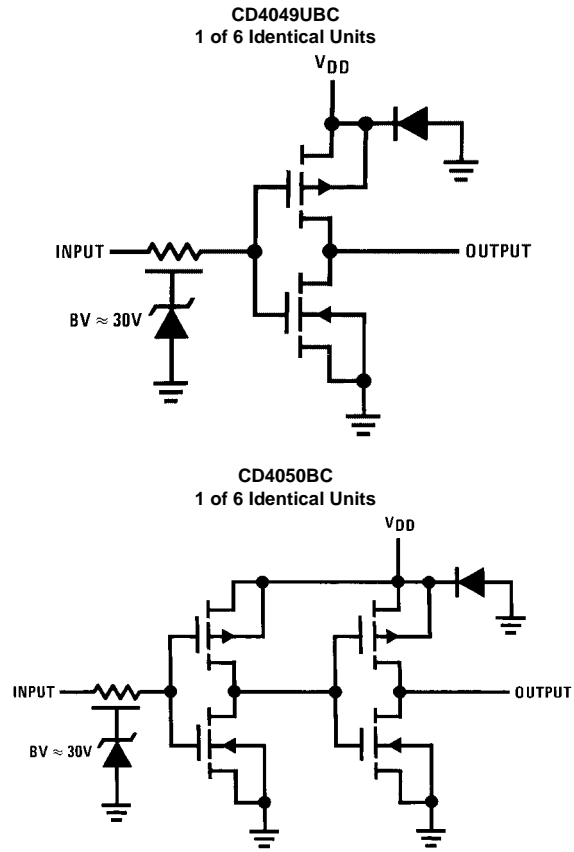 CD4049UBC
1 of 6 Identical Units
VDD
INPUT
OUTPUT
BV ≈ 30V
CD4050BC
1 of 6 Identical Units
VDD
INPUT
OUTPUT
BV ≈ 30V